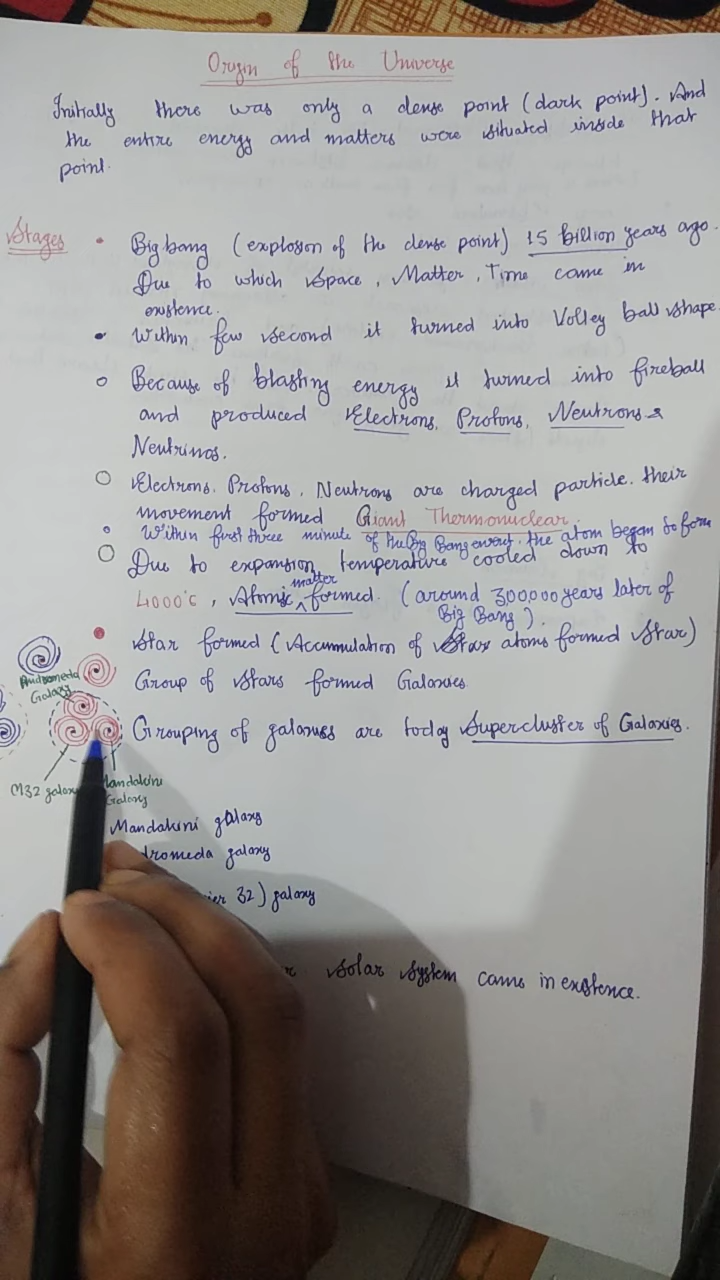 Origin of the Universe
Initially there was only a dense point (dark point). And
the entire energy and matters were situated inside that
point.
Stages
• Big bang (explosion of the dense point) 15 billion years ago.
Due to which Space, Matter, Time came in
existence.
• Within few second it turned into Volley ball shape.
Because of blasting energy it turned into fireball
and produced Electrons, Protons, Neutrons &
Neutrinos.
Electrons. Protons, Neutrons are charged particle. their
movement formed Giant Thermonuclear.
Within first three minute of the Big Bang event. the atom began to form
Due to expansion temperature cooled down to
4000°C, Atomic matter formed. (around 300,000 years later of
Big Bang).
• Star formed (Accumulation of atoms formed Star)
Group of Stars formed Galaxies
Grouping of galaxies are today Supercluster of Galaxies.
Andromeda
Galaxy
M32 galaxy
Mandakini
Galaxy
Mandakini galaxy
dromeda galaxy
ier 32) galaxy
Solar System came in existence.